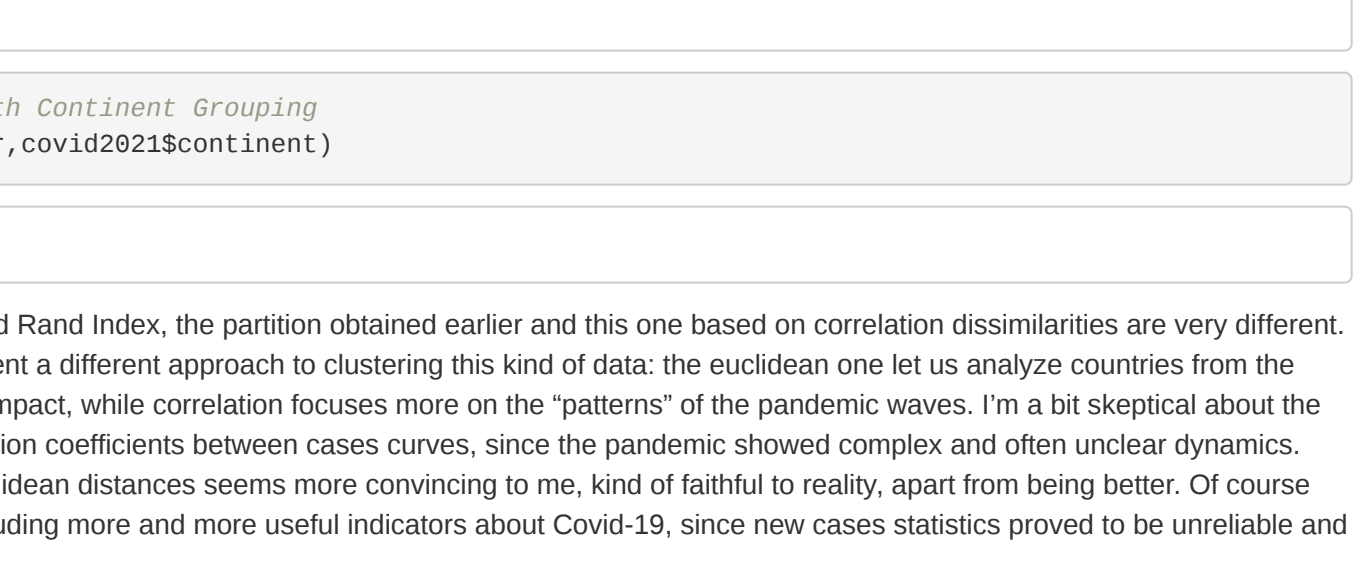 th Continent Grouping
,covid2021$continent)
Rand Index, the partition obtained earlier and this one based on correlation dissimilarities are very different.
a different approach to clustering this kind of data: the euclidean one let us analyze countries from the
mpact, while correlation focuses more on the “patterns” of the pandemic waves. I’m a bit skeptical about the
ion coefficients between cases curves, since the pandemic showed complex and often unclear dynamics.
idean distances seems more convincing to me, kind of faithful to reality, apart from being better. Of course
uding more and more useful indicators about Covid-19, since new cases statistics proved to be unreliable and